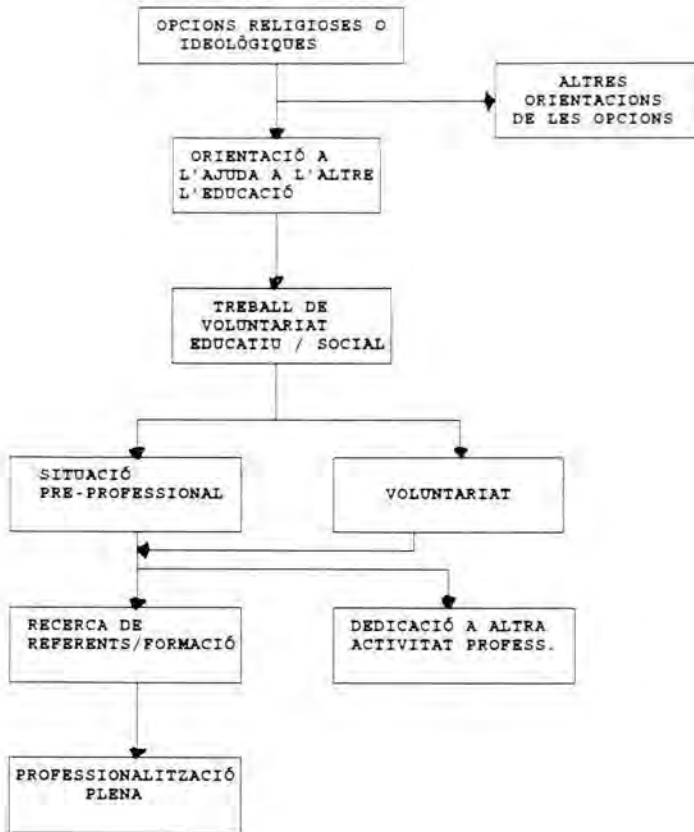 OPCIONS RELIGIOSES O
IDEOLÒGIQUES
ALTRES
ORIENTACIONS
DE LES OPCIONS
ORIENTACIÓ A
L'AJUDA A L'ALTRE
L'EDUCACIÓ
TREBALL DE
VOLUNTARIAT
EDUCATIU / SOCIAL
SITUACIÓ
PRE-PROFESSIONAL
VOLUNTARIAT
RECERCA DE
REFERENTS/FORMACIÓ
DEDICACIÓ A ALTRA
ACTIVITAT PROFESS.
PROFESSIONALITZACIÓ
PLENA